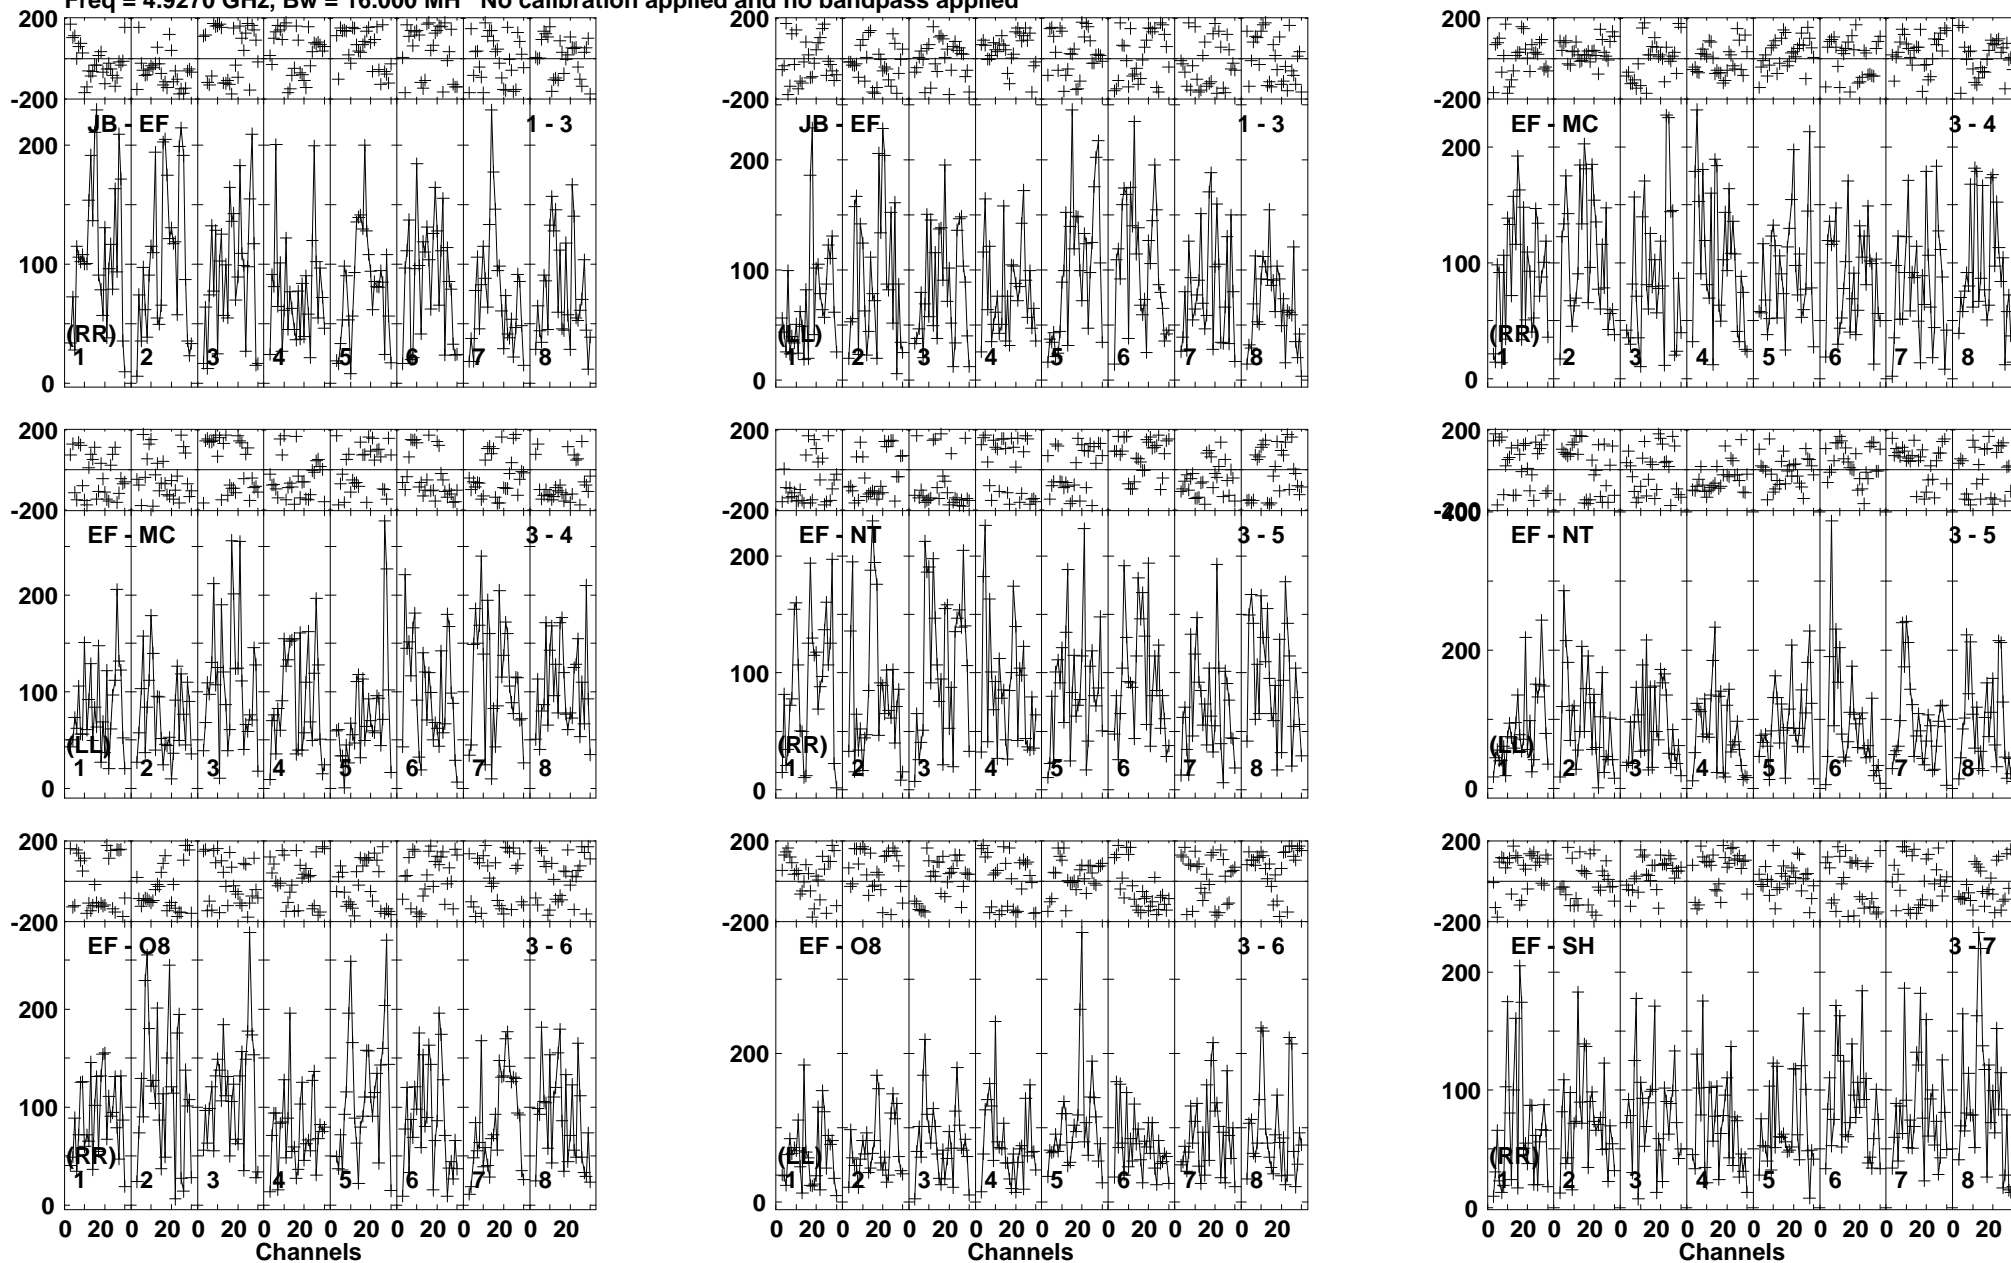 Freq = 4.9270 GHz, Bw = 16.000 MH No calibration applied and no bandpass applied
200 200 200
-200 -200 -200
JB - EF 1 - 3 JB - EF 1 - 3 EF - MC 3 - 4
200 200 200
100 100 100
(RR) (LL) (RR)
1 2 3 4 5 6 7 8 1 2 3 4 5 6 7 8 1 2 3 4 5 6 7 8
0 0 0
200 200 200
-200 -200 -200
400
EF - MC 3 - 4 EF - NT 3 - 5 EF - NT 3 - 5
200 200 200
100 100
(LL) (RR) (LL)
1 2 3 4 5 6 7 8 1 2 3 4 5 6 7 8 1 2 3 4 5 6 7 8
0 0 0
200 200 200
-200 -200 -200
EF - O8 3 - 6 EF - O8 3 - 6 EF - SH 3 - 7
200 200 200
100 100
(RR) (LL) (RR)
1 2 3 4 5 6 7 8 1 2 3 4 5 6 7 8 1 2 3 4 5 6 7 8
0 0 0
0 20 0 20 0 20 0 20 0 20 0 20 0 20 0 20 0 20 0 20 0 20 0 20 0 20 0 20 0 20 0 20 0 20 0 20 0 20 0 20 0 20 0 20 0 20 0 20
Channels Channels Channels